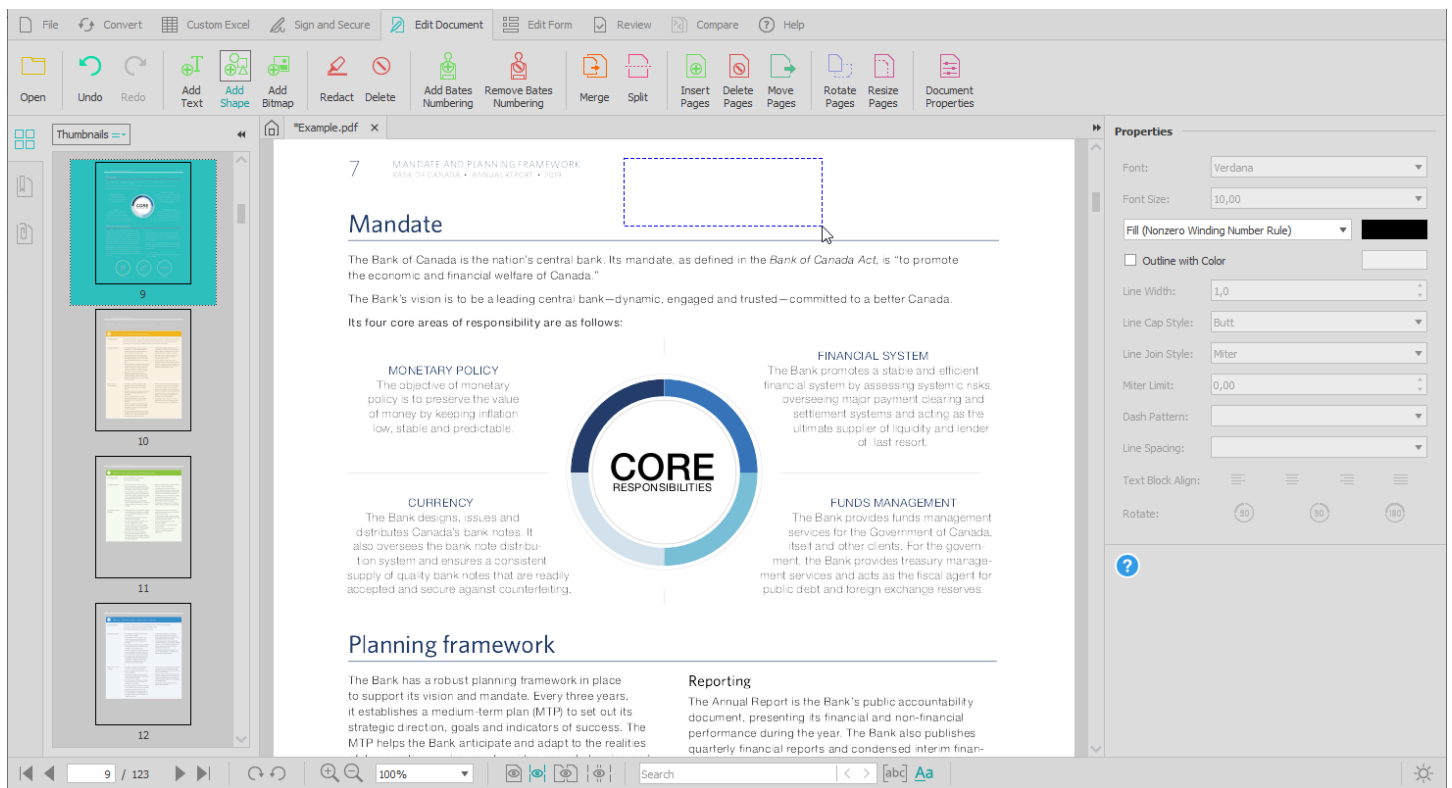 File Convert Custom Excel Sign and Secure Edit Document Edit Form Review Compare Help
Open Undo Redo Add Text Add Shape Add Bitmap Redact Delete Add Bates Numbering Remove Bates Numbering Merge Split Insert Pages Delete Pages Move Pages Rotate Pages Resize Pages Document Properties
Thumbnails
*Example.pdf
9
10
11
12
7
MANDATE AND PLANNING FRAMEWORK
BANK OF CANADA • ANNUAL REPORT • 2019
Mandate
The Bank of Canada is the nation's central bank. Its mandate, as defined in the Bank of Canada Act, is “to promote
the economic and financial welfare of Canada.”
The Bank's vision is to be a leading central bank—dynamic, engaged and trusted—committed to a better Canada.
Its four core areas of responsibility are as follows:
MONETARY POLICY
The objective of monetary
policy is to preserve the value
of money by keeping inflation
low, stable and predictable.
FINANCIAL SYSTEM
The Bank promotes a stable and efficient
financial system by assessing systemic risks,
overseeing major payment clearing and
settlement systems and acting as the
ultimate supplier of liquidity and lender
of last resort.
CORE
RESPONSIBILITIES
CURRENCY
The Bank designs, issues and
distributes Canada's bank notes. It
also oversees the bank note distribu-
tion system and ensures a consistent
supply of quality bank notes that are readily
accepted and secure against counterfeiting.
FUNDS MANAGEMENT
The Bank provides funds management
services for the Government of Canada,
itself and other clients. For the govern-
ment, the Bank provides treasury manage-
ment services and acts as the fiscal agent for
public debt and foreign exchange reserves.
Planning framework
The Bank has a robust planning framework in place
to support its vision and mandate. Every three years,
it establishes a medium-term plan (MTP) to set out its
strategic direction, goals and indicators of success. The
MTP helps the Bank anticipate and adapt to the realities
Reporting
The Annual Report is the Bank's public accountability
document, presenting its financial and non-financial
performance during the year. The Bank also publishes
quarterly financial reports and condensed interim finan-
Properties
Font: Verdana
Font Size: 10,00
Fill (Nonzero Winding Number Rule)
Outline with Color
Line Width: 1,0
Line Cap Style: Butt
Line Join Style: Miter
Miter Limit: 0,00
Dash Pattern:
Line Spacing:
Text Block Align:
Rotate: 90 90 180
?
9 / 123 100% Search [abc] Aa